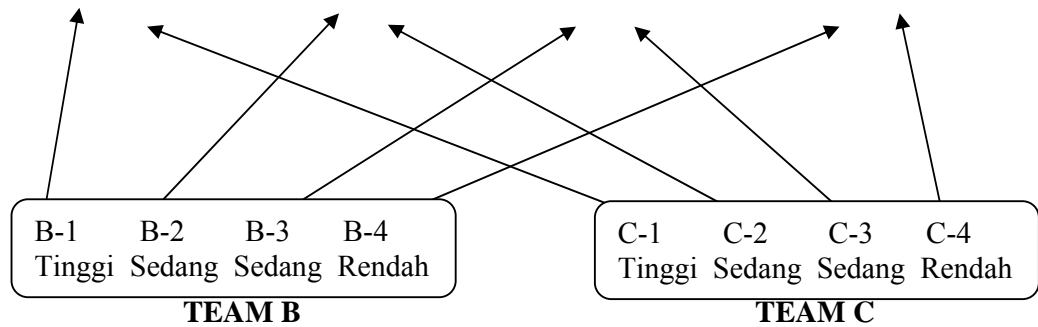 B-1 B-2 B-3 B-4
Tinggi Sedang Sedang Rendah
TEAM B
C-1 C-2 C-3 C-4
Tinggi Sedang Sedang Rendah
TEAM C